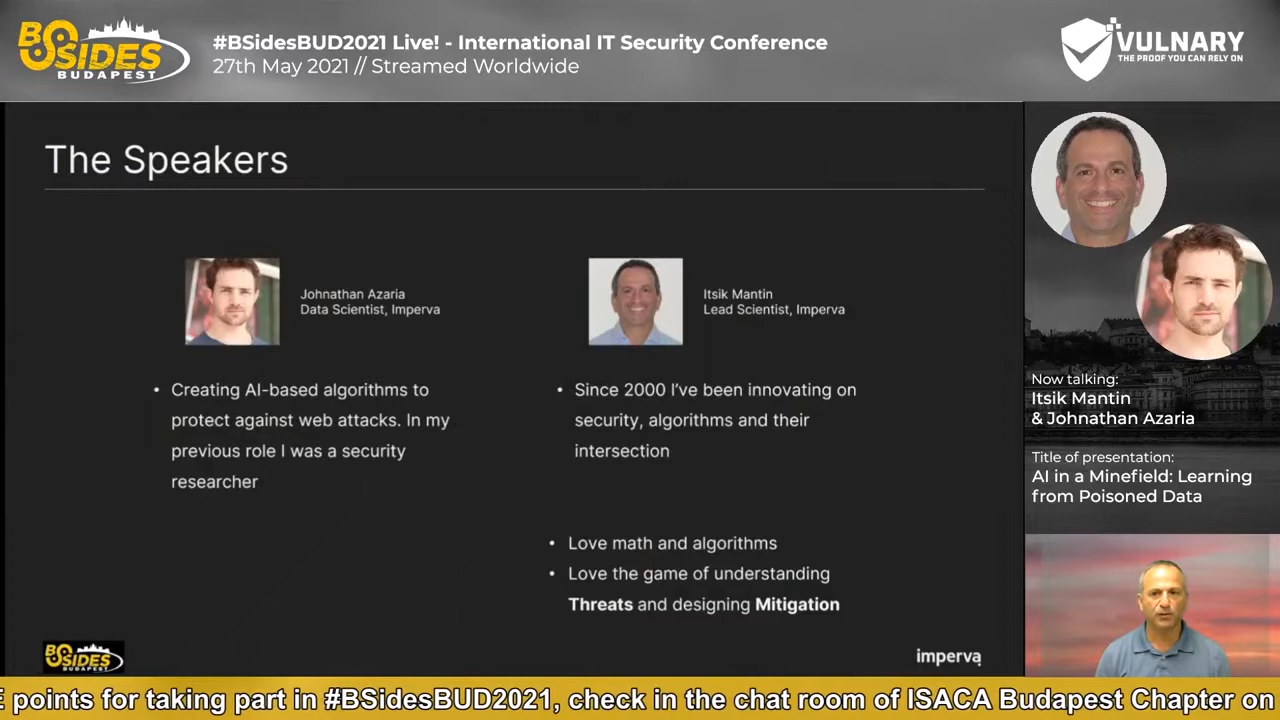 BSIDES
BUDAPEST
#BSidesBUD2021 Live! - International IT Security Conference
27th May 2021 // Streamed Worldwide
VULNARY
THE PROOF YOU CAN RELY ON
The Speakers
Johnathan Azaria
Data Scientist, Imperva
• Creating AI-based algorithms to
protect against web attacks. In my
previous role I was a security
researcher
Itsik Mantin
Lead Scientist, Imperva
• Since 2000 I've been innovating on
security, algorithms and their
intersection
• Love math and algorithms
• Love the game of understanding
Threats and designing Mitigation
BSIDES
BUDAPEST
imperva
Now talking:
Itsik Mantin
& Johnathan Azaria
Title of presentation:
AI in a Minefield: Learning
from Poisoned Data
E points for taking part in #BSidesBUD2021, check in the chat room of ISACA Budapest Chapter on